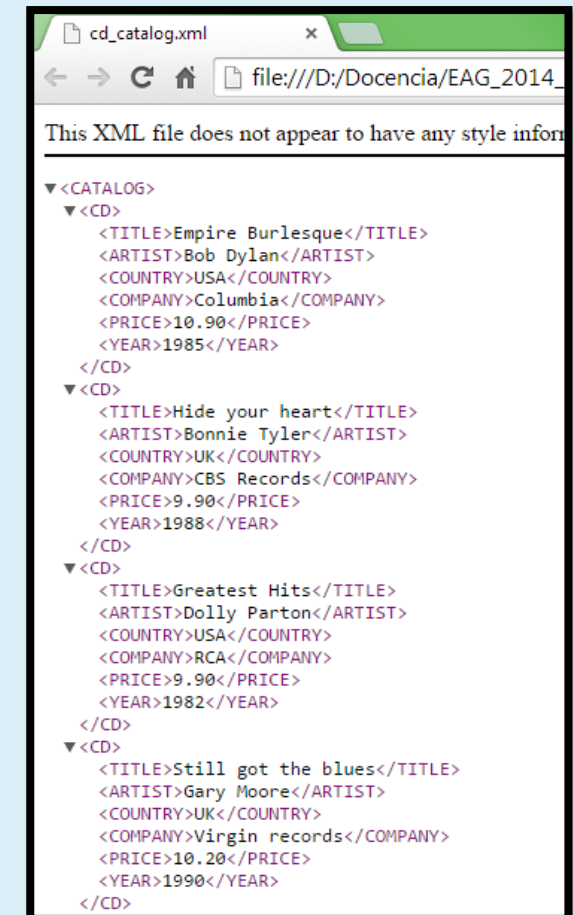 cd_catalog.xml ×
file:///D:/Docencia/EAG_2014_
This XML file does not appear to have any style infor
▼<CATALOG>
▼<CD>
<TITLE>Empire Burlesque</TITLE>
<ARTIST>Bob Dylan</ARTIST>
<COUNTRY>USA</COUNTRY>
<COMPANY>Columbia</COMPANY>
<PRICE>10.90</PRICE>
<YEAR>1985</YEAR>
</CD>
▼<CD>
<TITLE>Hide your heart</TITLE>
<ARTIST>Bonnie Tyler</ARTIST>
<COUNTRY>UK</COUNTRY>
<COMPANY>CBS Records</COMPANY>
<PRICE>9.90</PRICE>
<YEAR>1988</YEAR>
</CD>
▼<CD>
<TITLE>Greatest Hits</TITLE>
<ARTIST>Dolly Parton</ARTIST>
<COUNTRY>USA</COUNTRY>
<COMPANY>RCA</COMPANY>
<PRICE>9.90</PRICE>
<YEAR>1982</YEAR>
</CD>
▼<CD>
<TITLE>Still got the blues</TITLE>
<ARTIST>Gary Moore</ARTIST>
<COUNTRY>UK</COUNTRY>
<COMPANY>Virgin records</COMPANY>
<PRICE>10.20</PRICE>
<YEAR>1990</YEAR>
</CD>